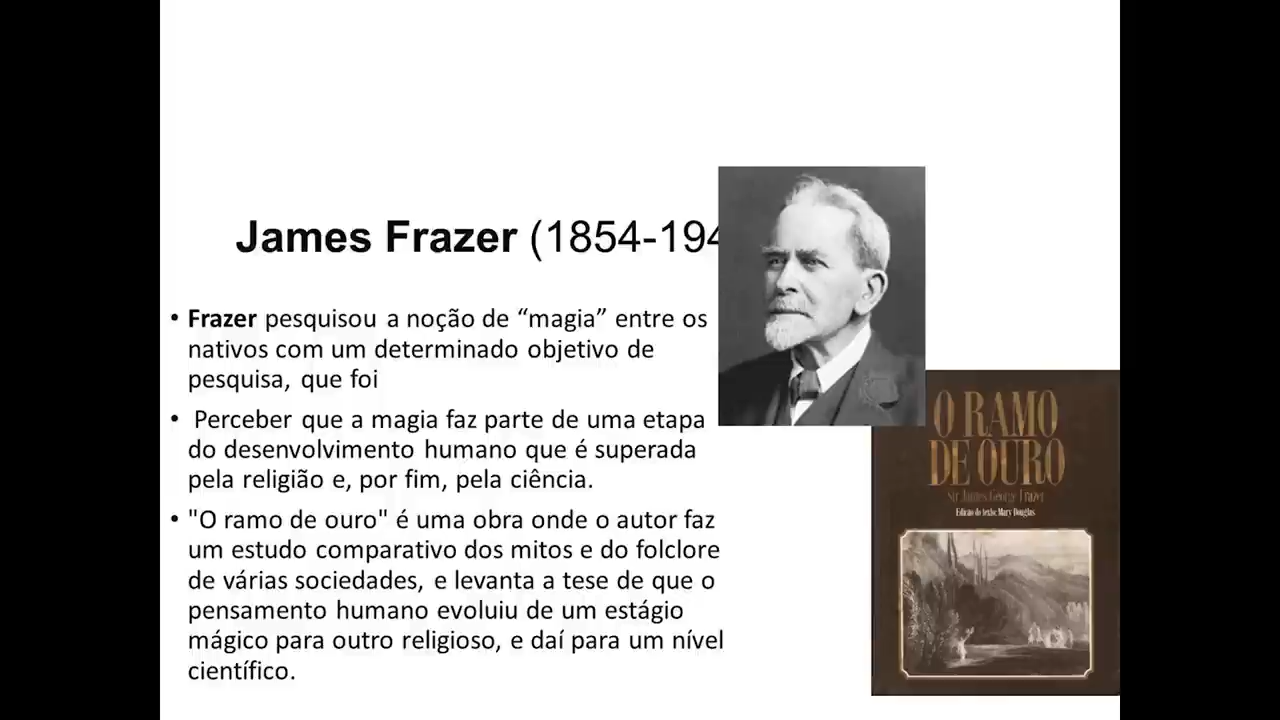 James Frazer (1854-194
• Frazer pesquisou a noção de “magia” entre os
nativos com um determinado objetivo de
pesquisa, que foi
• Perceber que a magia faz parte de uma etapa
do desenvolvimento humano que é superada
pela religião e, por fim, pela ciência.
• "O ramo de ouro" é uma obra onde o autor faz
um estudo comparativo dos mitos e do folclore
de várias sociedades, e levanta a tese de que o
pensamento humano evoluiu de um estágio
mágico para outro religioso, e daí para um nível
científico.
O RAMO
DE OURO
Sir James George Frazer
Edição do texto: Mary Douglas